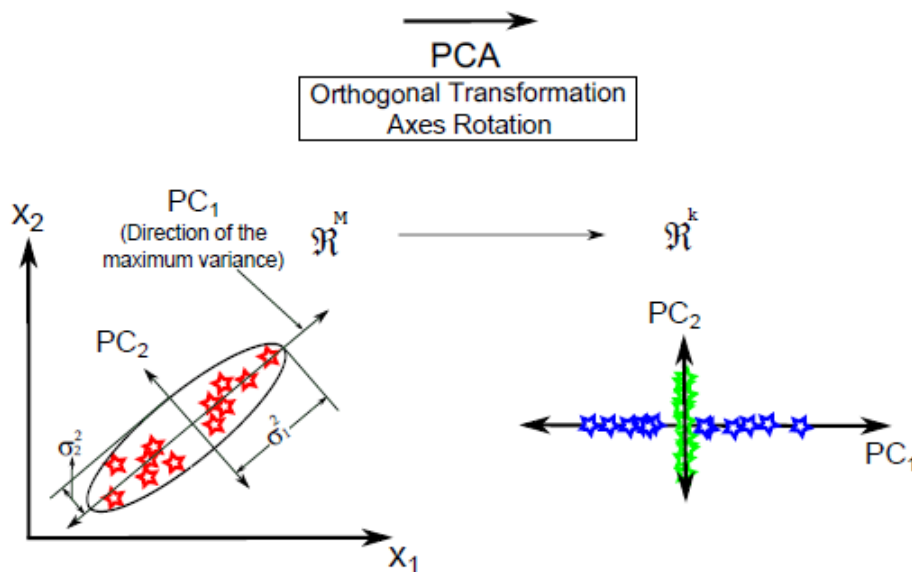 PCA
Orthogonal Transformation
Axes Rotation
PC₁
(Direction of the
maximum variance)
ℜᴹ
ℜᵏ
X₂
PC₂
σ₁²
σ₂²
X₁
PC₂
PC₁